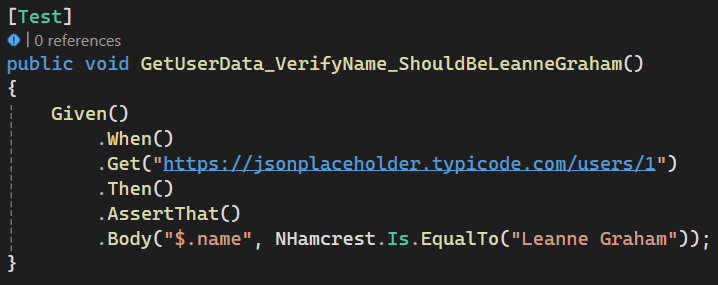 [Test]
| 0 references
public void GetUserData_VerifyName_ShouldBeLeanneGraham()
{
    Given()
        .When()
        .Get("https://jsonplaceholder.typicode.com/users/1")
        .Then()
        .AssertThat()
        .Body("$.name", NHamcrest.Is.EqualTo("Leanne Graham"));
}